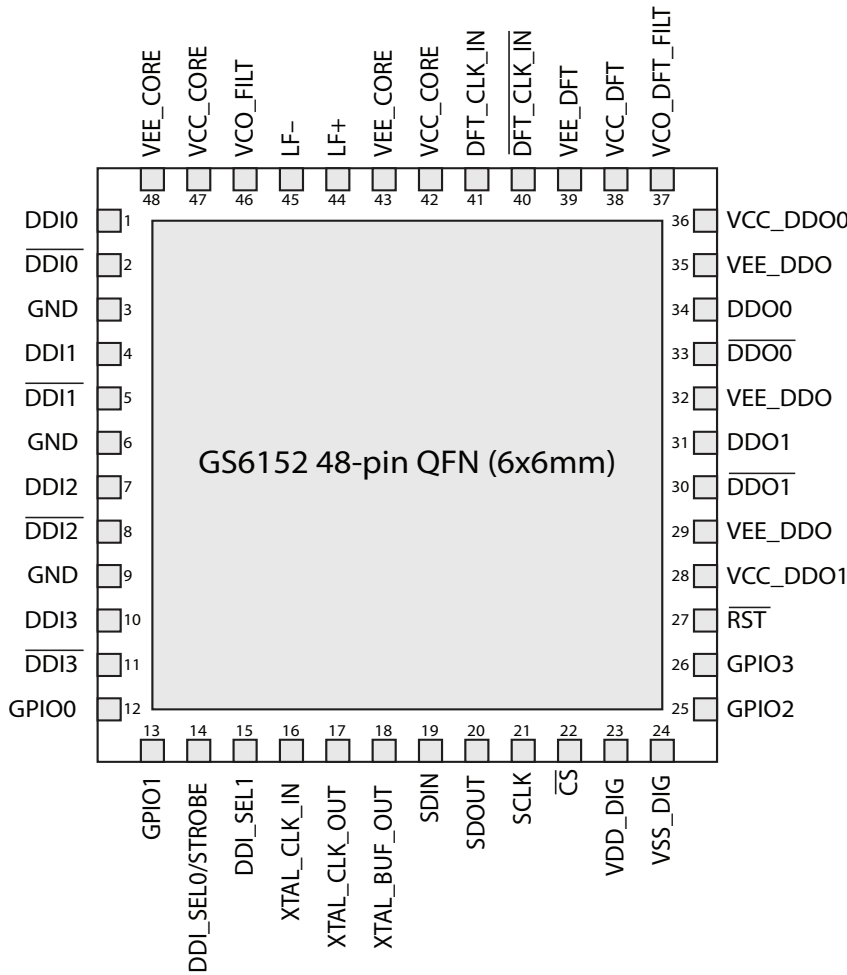 VEE_CORE
VCC_CORE
VCO_FILT
LF−
LF+
VEE_CORE
VCC_CORE
DFT_CLK_IN
DFT_CLK_IN
VEE_DFT
VCC_DFT
VCO_DFT_FILT
48 47 46 45 44 43 42 41 40 39 38 37
DDI0 1
DDI0 2
GND 3
DDI1 4
DDI1 5
GND 6
DDI2 7
DDI2 8
GND 9
DDI3 10
DDI3 11
GPIO0 12
GS6152 48-pin QFN (6x6mm)
36 VCC_DDO0
35 VEE_DDO
34 DDO0
33 DDO0
32 VEE_DDO
31 DDO1
30 DDO1
29 VEE_DDO
28 VCC_DDO1
27 RST
26 GPIO3
25 GPIO2
13 14 15 16 17 18 19 20 21 22 23 24
GPIO1
DDI_SEL0/STROBE
DDI_SEL1
XTAL_CLK_IN
XTAL_CLK_OUT
XTAL_BUF_OUT
SDIN
SDOUT
SCLK
CS
VDD_DIG
VSS_DIG